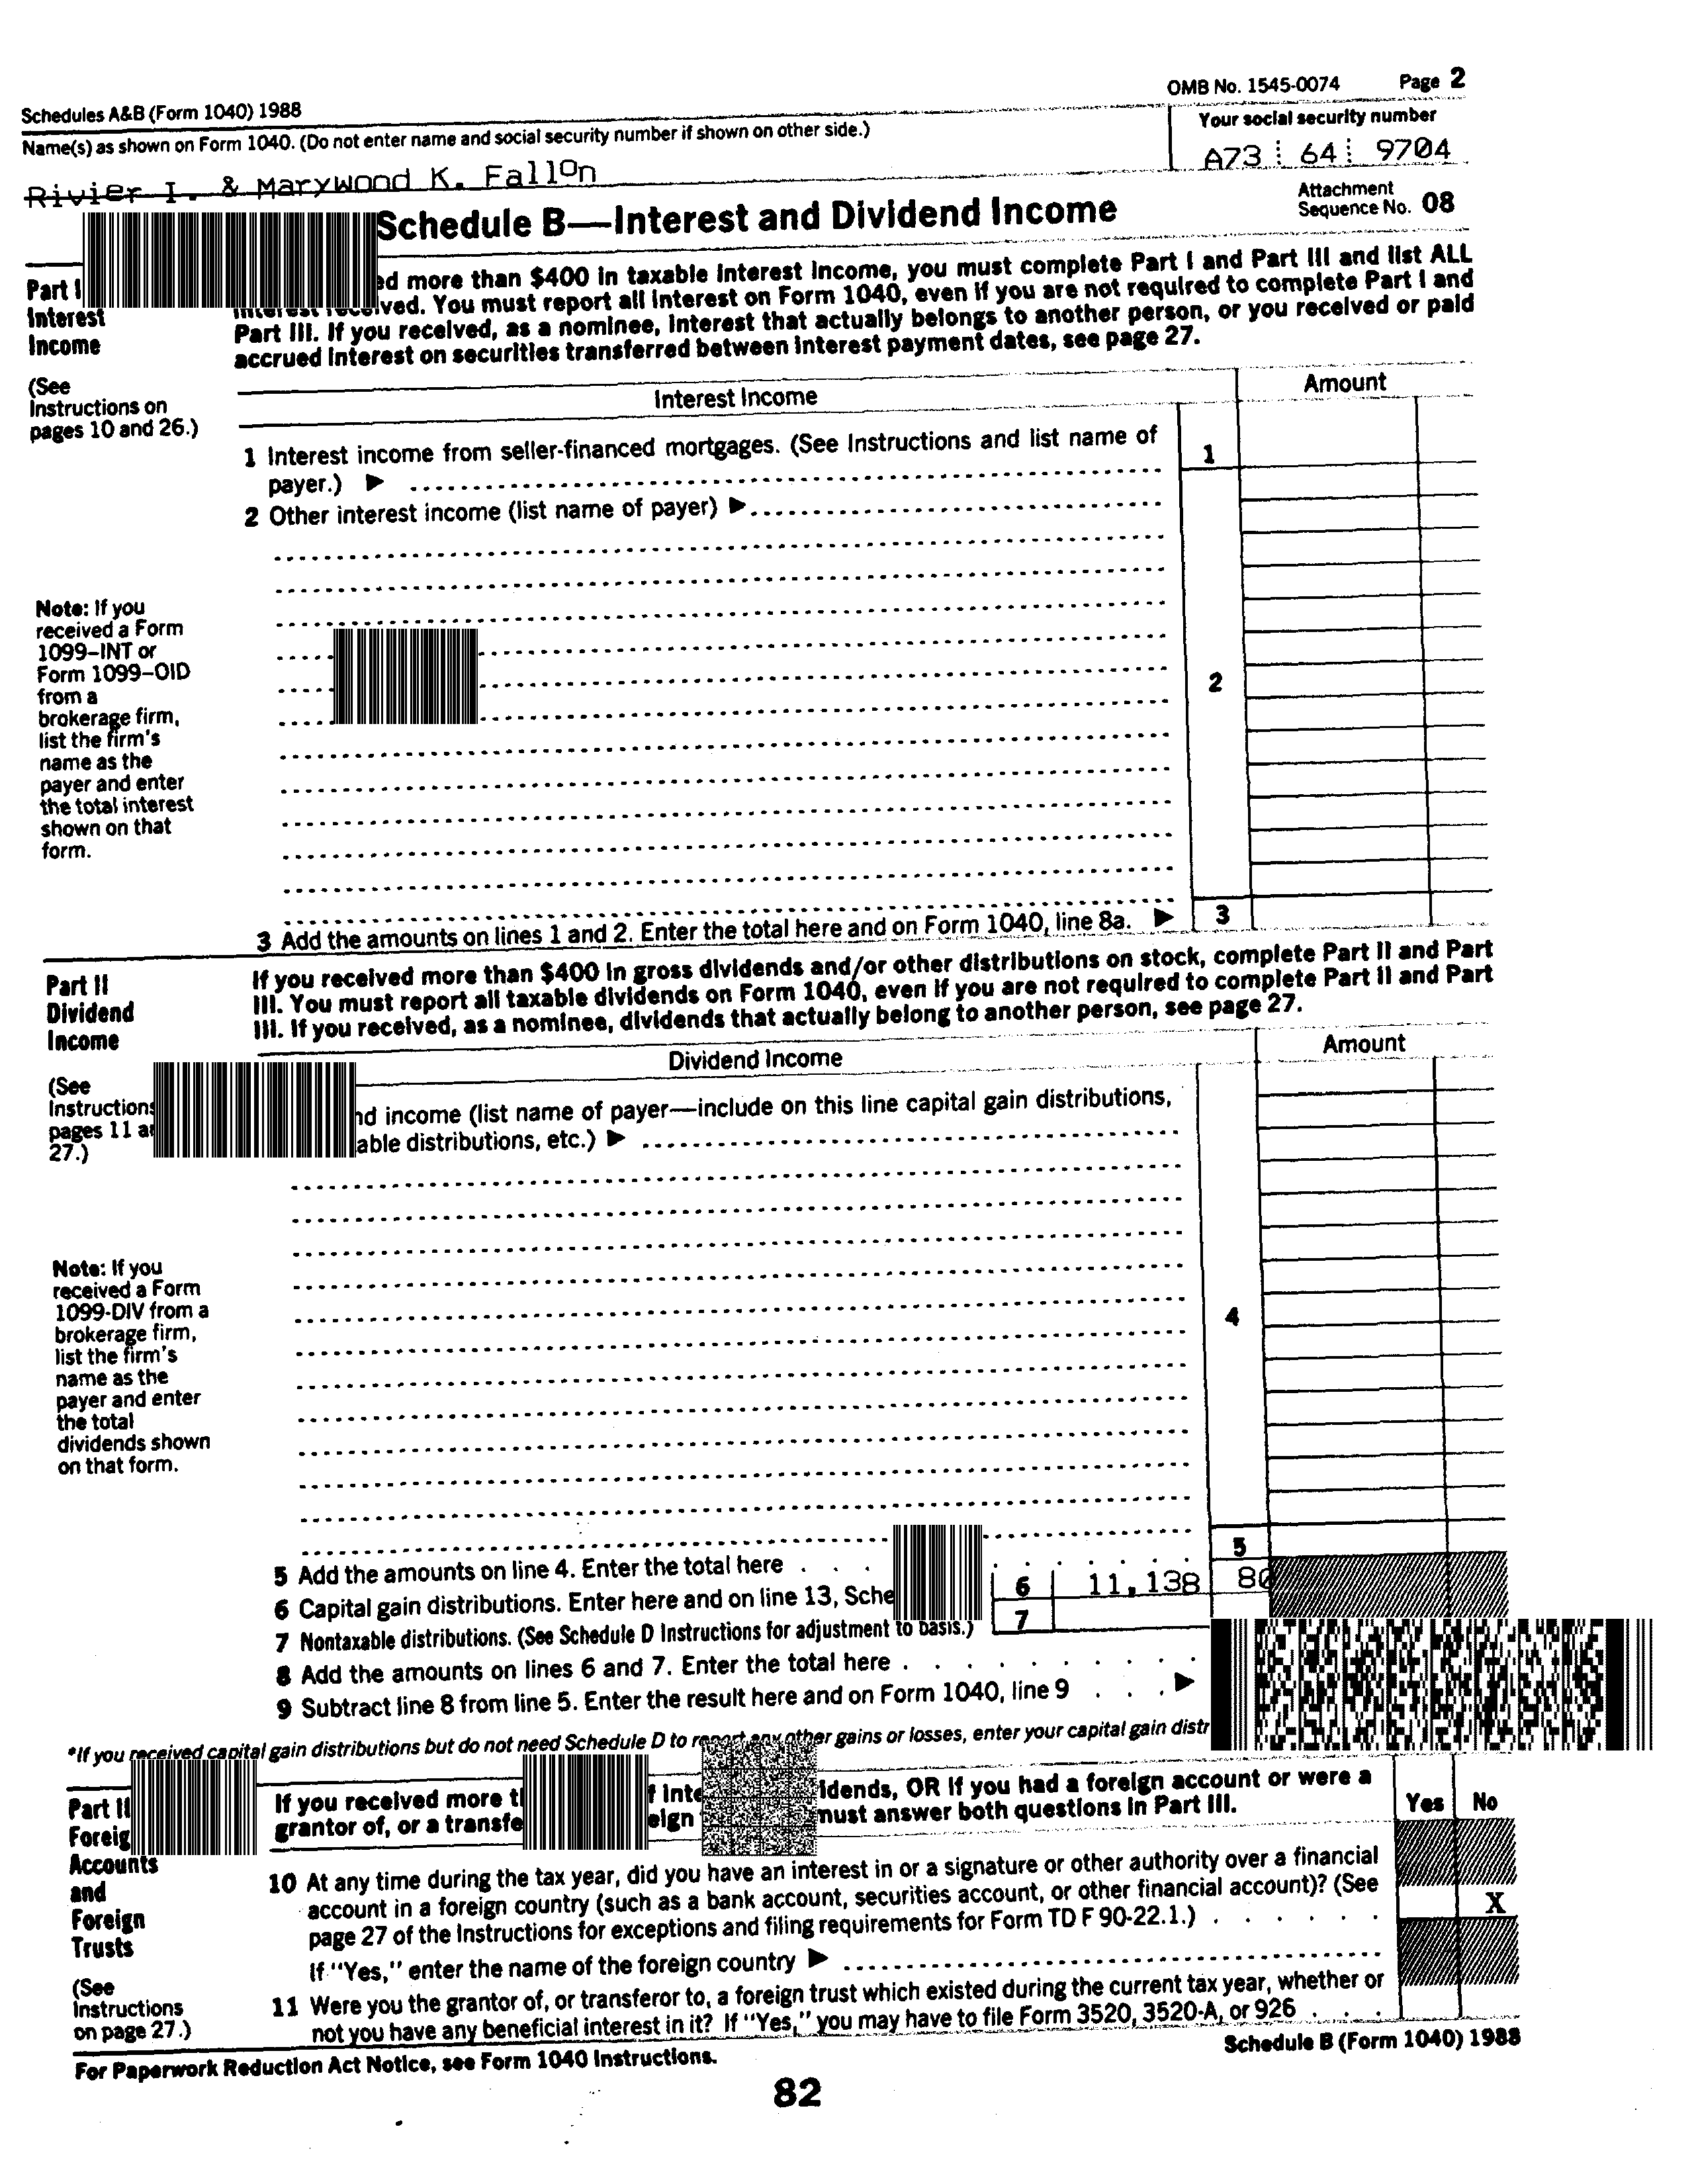 OMB No. 1545-0074 Page 2
Schedules A&B (Form 1040) 1988
Name(s) as shown on Form 1040. (Do not enter name and social security number if shown on other side.)
Your social security number
Rivier I. & Marywood K. Fallon
A73 64 9704
Schedule B—Interest and Dividend Income
Attachment
Sequence No. 08
Part I
Interest
Income
(See
Instructions on
pages 10 and 26.)
ed more than $400 in taxable interest income, you must complete Part I and Part III and list ALL
interest received. You must report all interest on Form 1040, even if you are not required to complete Part I and
Part III. If you received, as a nominee, interest that actually belongs to another person, or you received or paid
accrued interest on securities transferred between interest payment dates, see page 27.
Interest Income
Amount
1 Interest income from seller-financed mortgages. (See Instructions and list name of
payer.) ▶
1
2 Other interest income (list name of payer) ▶
Note: If you
received a Form
1099–INT or
Form 1099–OID
from a
brokerage firm,
list the firm's
name as the
payer and enter
the total interest
shown on that
form.
2
3 Add the amounts on lines 1 and 2. Enter the total here and on Form 1040, line 8a. ▶
3
Part II
Dividend
Income
(See
Instructions
pages 11
27.)
If you received more than $400 in gross dividends and/or other distributions on stock, complete Part II and Part
III. You must report all taxable dividends on Form 1040, even if you are not required to complete Part II and Part
III. If you received, as a nominee, dividends that actually belong to another person, see page 27.
Dividend Income
Amount
income (list name of payer—include on this line capital gain distributions,
able distributions, etc.) ▶
Note: If you
received a Form
1099-DIV from a
brokerage firm,
list the firm's
name as the
payer and enter
the total
dividends shown
on that form.
4
5 Add the amounts on line 4. Enter the total here . . .
5
6 Capital gain distributions. Enter here and on line 13, Sche
6 11,138 80
7 Nontaxable distributions. (See Schedule D Instructions for adjustment to basis.)
7
8 Add the amounts on lines 6 and 7. Enter the total here . . . . . . . . . .
9 Subtract line 8 from line 5. Enter the result here and on Form 1040, line 9 . . . ▶
*If you received capital gain distributions but do not need Schedule D to report any other gains or losses, enter your capital gain distr
Part II
Foreig
Accounts
and
Foreign
Trusts
(See
Instructions
on page 27.)
If you received more t f inte idends, OR if you had a foreign account or were a
grantor of, or a transfe eign must answer both questions in Part III.
Yes No
10 At any time during the tax year, did you have an interest in or a signature or other authority over a financial
account in a foreign country (such as a bank account, securities account, or other financial account)? (See
page 27 of the Instructions for exceptions and filing requirements for Form TD F 90-22.1.) . . . . . .
X
If "Yes," enter the name of the foreign country ▶
11 Were you the grantor of, or transferor to, a foreign trust which existed during the current tax year, whether or
not you have any beneficial interest in it? If "Yes," you may have to file Form 3520, 3520-A, or 926 . . .
For Paperwork Reduction Act Notice, see Form 1040 Instructions.
Schedule B (Form 1040) 1988
82